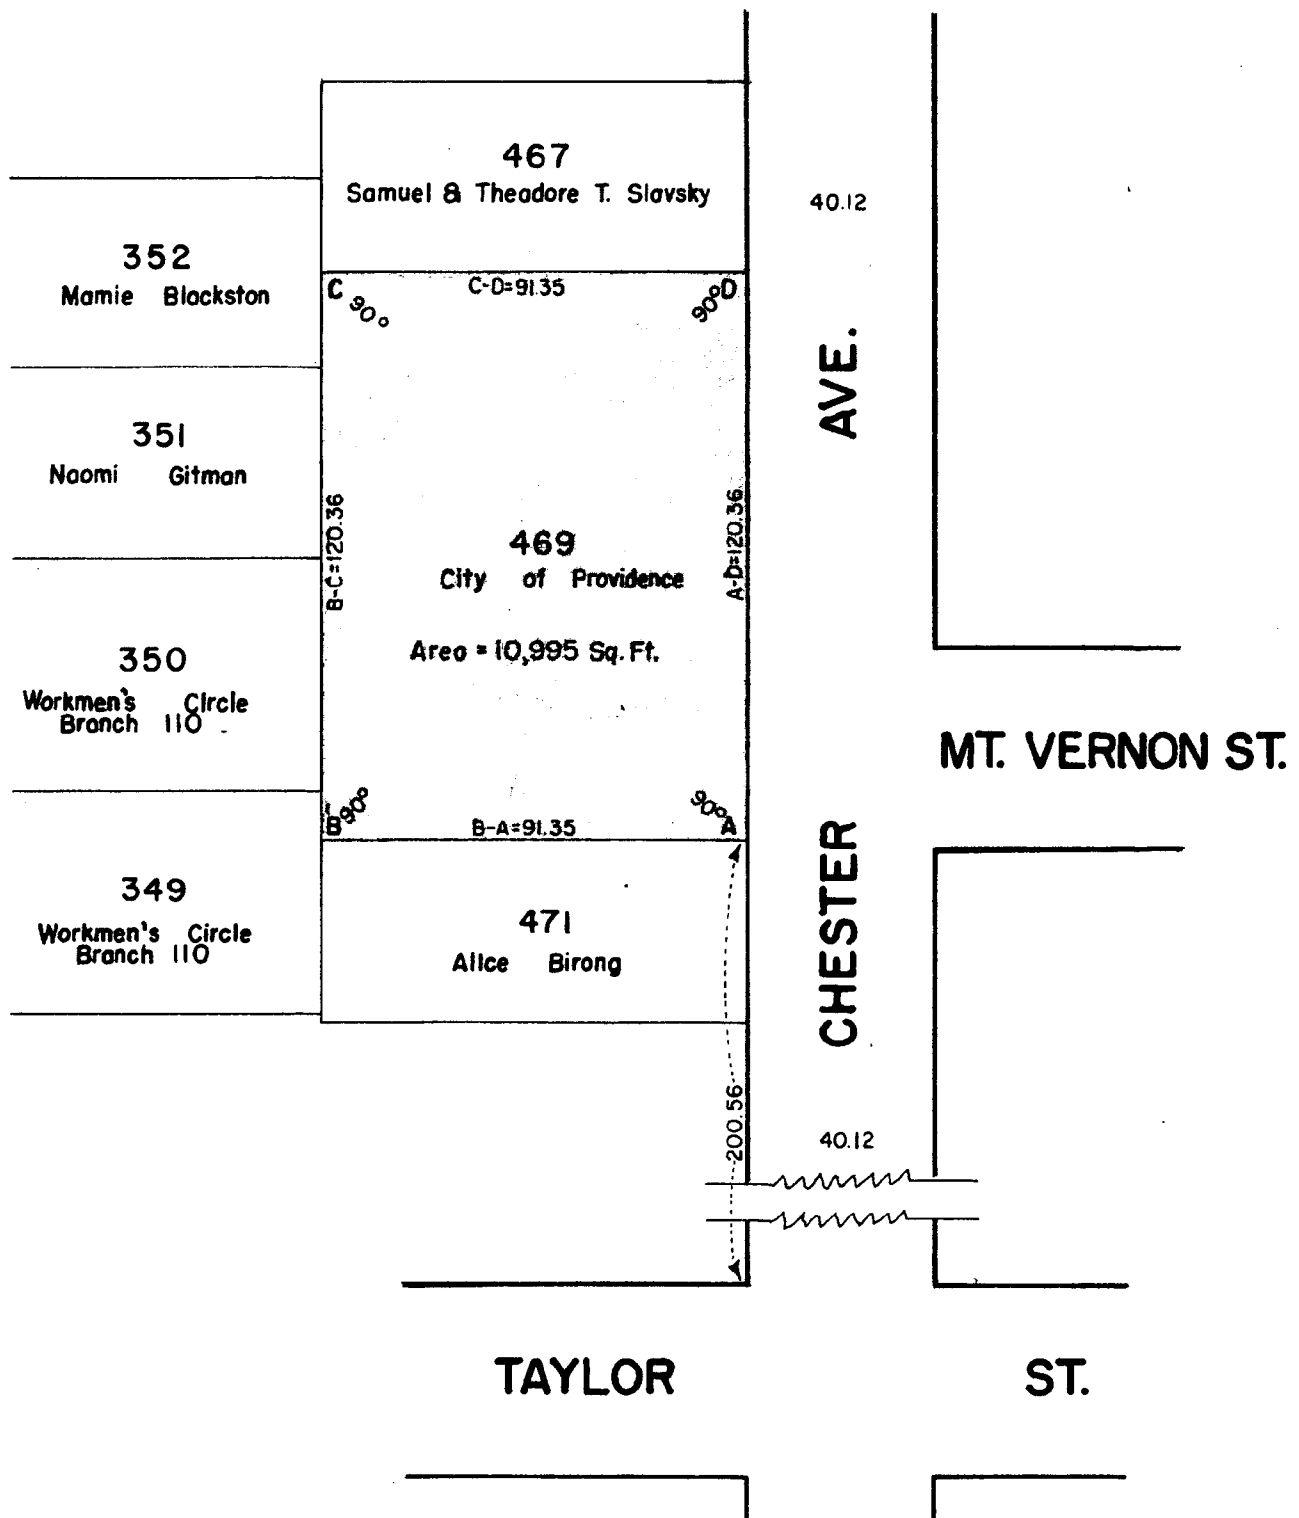 467
Samuel & Theadore T. Slavsky
40.12
352
Mamie Blackston
C
90°
C-D=91.35
90°
D
AVE.
351
Naomi Gitman
B-C=120.36
A-D=120.36
469
City of Providence
Area = 10,995 Sq. Ft.
350
Workmen's Circle
Branch 110
MT. VERNON ST.
B
90°
B-A=91.35
90°
A
CHESTER
349
Workmen's Circle
Branch 110
471
Alice Birong
200.56
40.12
TAYLOR ST.